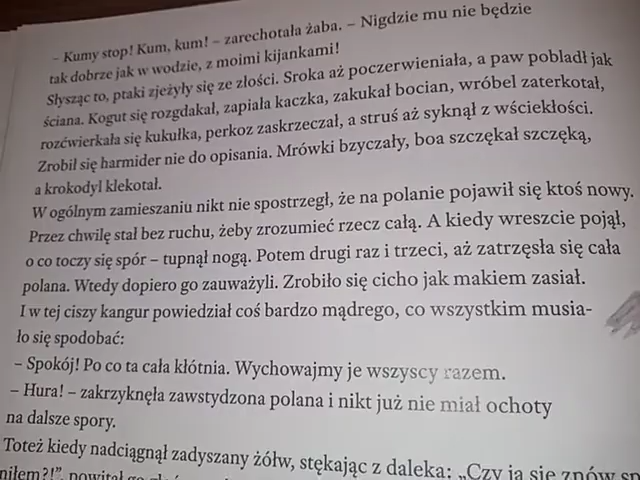 – Kumy stop! Kum, kum! – zarechotała żaba. – Nigdzie mu nie będzie
tak dobrze jak w wodzie, z moimi kijankami!
Słysząc to, ptaki zjeżyły się ze złości. Sroka aż poczerwieniała, a paw pobladł jak
ściana. Kogut się rozgdakał, zapiała kaczka, zakukał bocian, wróbel zaterkotał,
rozćwierkała się kukułka, perkoz zaskrzeczał, a struś aż syknął z wściekłości.
Zrobił się harmider nie do opisania. Mrówki bzyczały, boa szczękał szczęką,
a krokodyl klekotał.
W ogólnym zamieszaniu nikt nie spostrzegł, że na polanie pojawił się ktoś nowy.
Przez chwilę stał bez ruchu, żeby zrozumieć rzecz całą. A kiedy wreszcie pojął,
o co toczy się spór – tupnął nogą. Potem drugi raz i trzeci, aż zatrzęsła się cała
polana. Wtedy dopiero go zauważyli. Zrobiło się cicho jak makiem zasiał.
I w tej ciszy kangur powiedział coś bardzo mądrego, co wszystkim musia-
ło się spodobać:
– Spokój! Po co ta cała kłótnia. Wychowajmy je wszyscy razem.
– Hura! – zakrzyknęła zawstydzona polana i nikt już nie miał ochoty
na dalsze spory.
Toteż kiedy nadciągnął zadyszany żółw, stękając z daleka: „Czy ja się znów